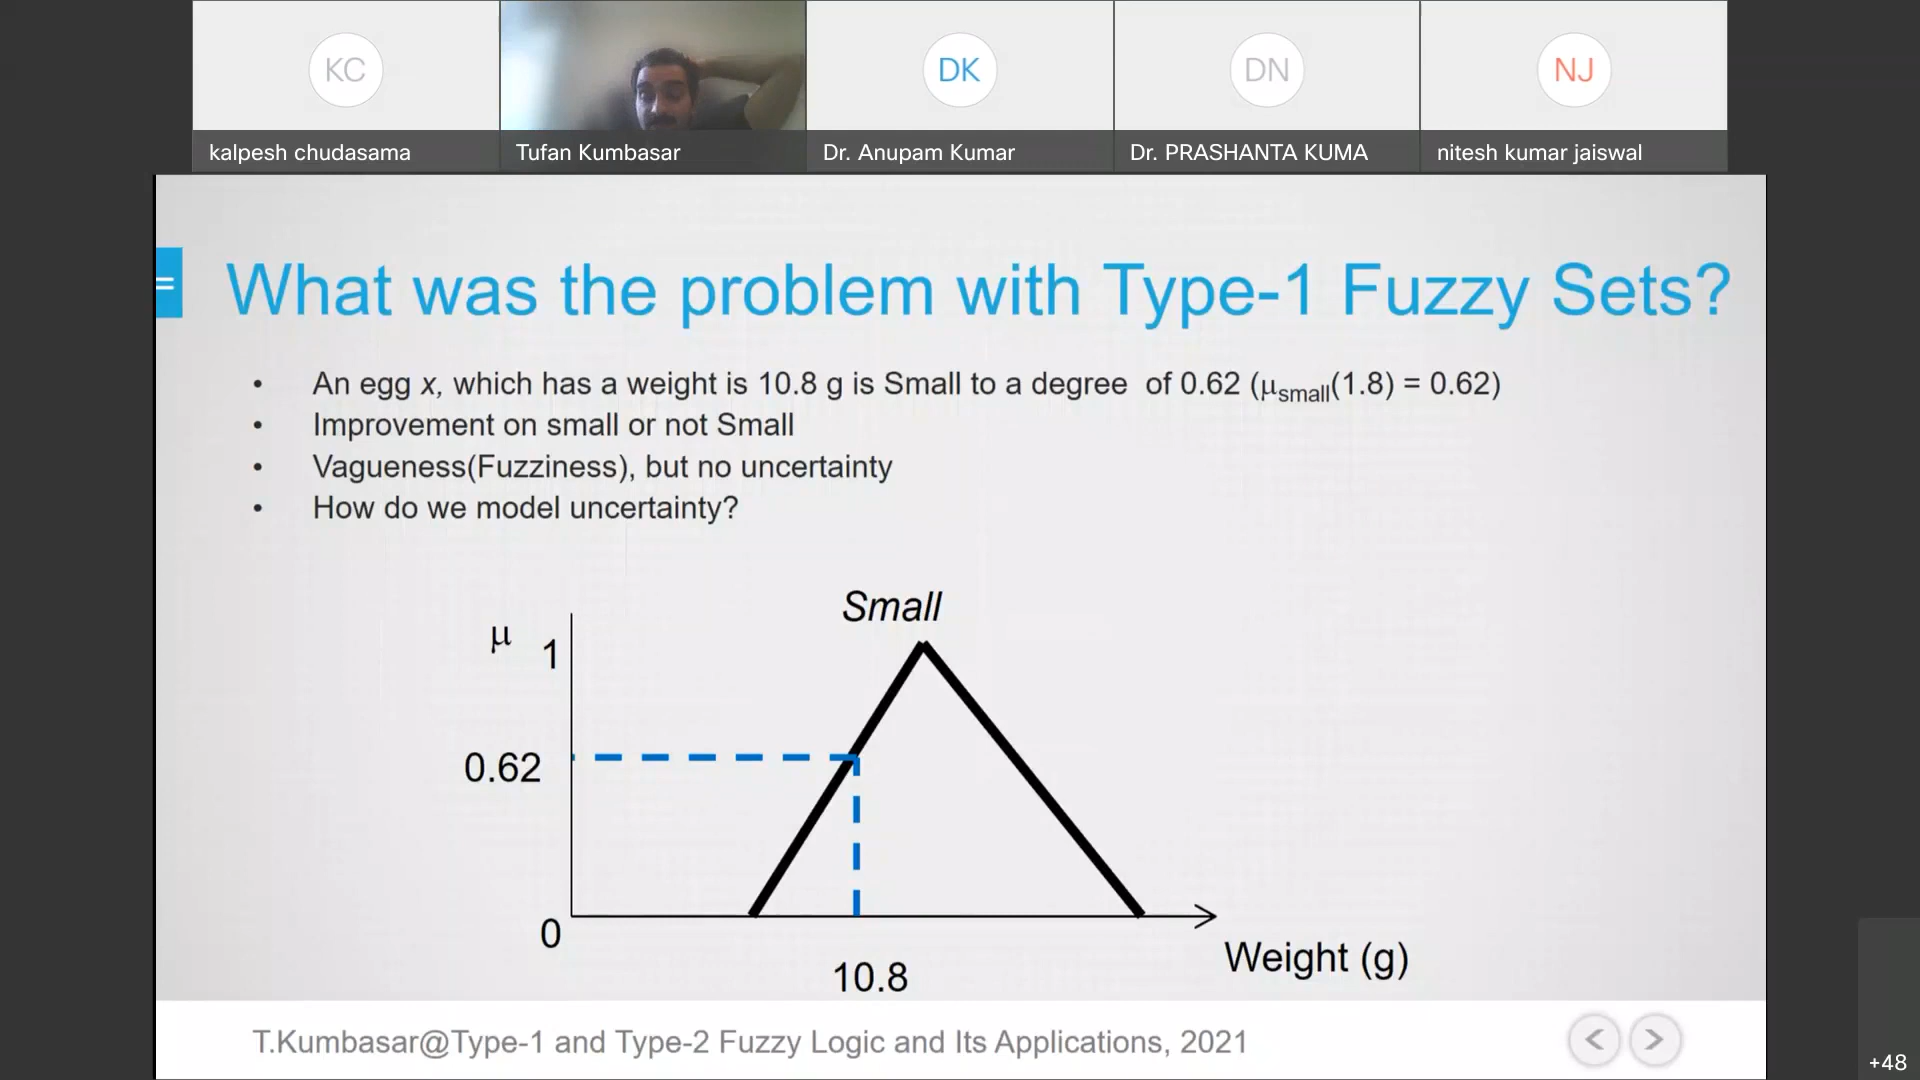 KC
DK
DN
NJ
kalpesh chudasama
Tufan Kumbasar
Dr. Anupam Kumar
Dr. PRASHANTA KUMA
nitesh kumar jaiswal
What was the problem with Type-1 Fuzzy Sets?
• An egg x, which has a weight is 10.8 g is Small to a degree of 0.62 (μsmall(1.8) = 0.62)
• Improvement on small or not Small
• Vagueness(Fuzziness), but no uncertainty
• How do we model uncertainty?
Small
μ
1
0.62
0
10.8
Weight (g)
T.Kumbasar@Type-1 and Type-2 Fuzzy Logic and Its Applications, 2021
< >
+48